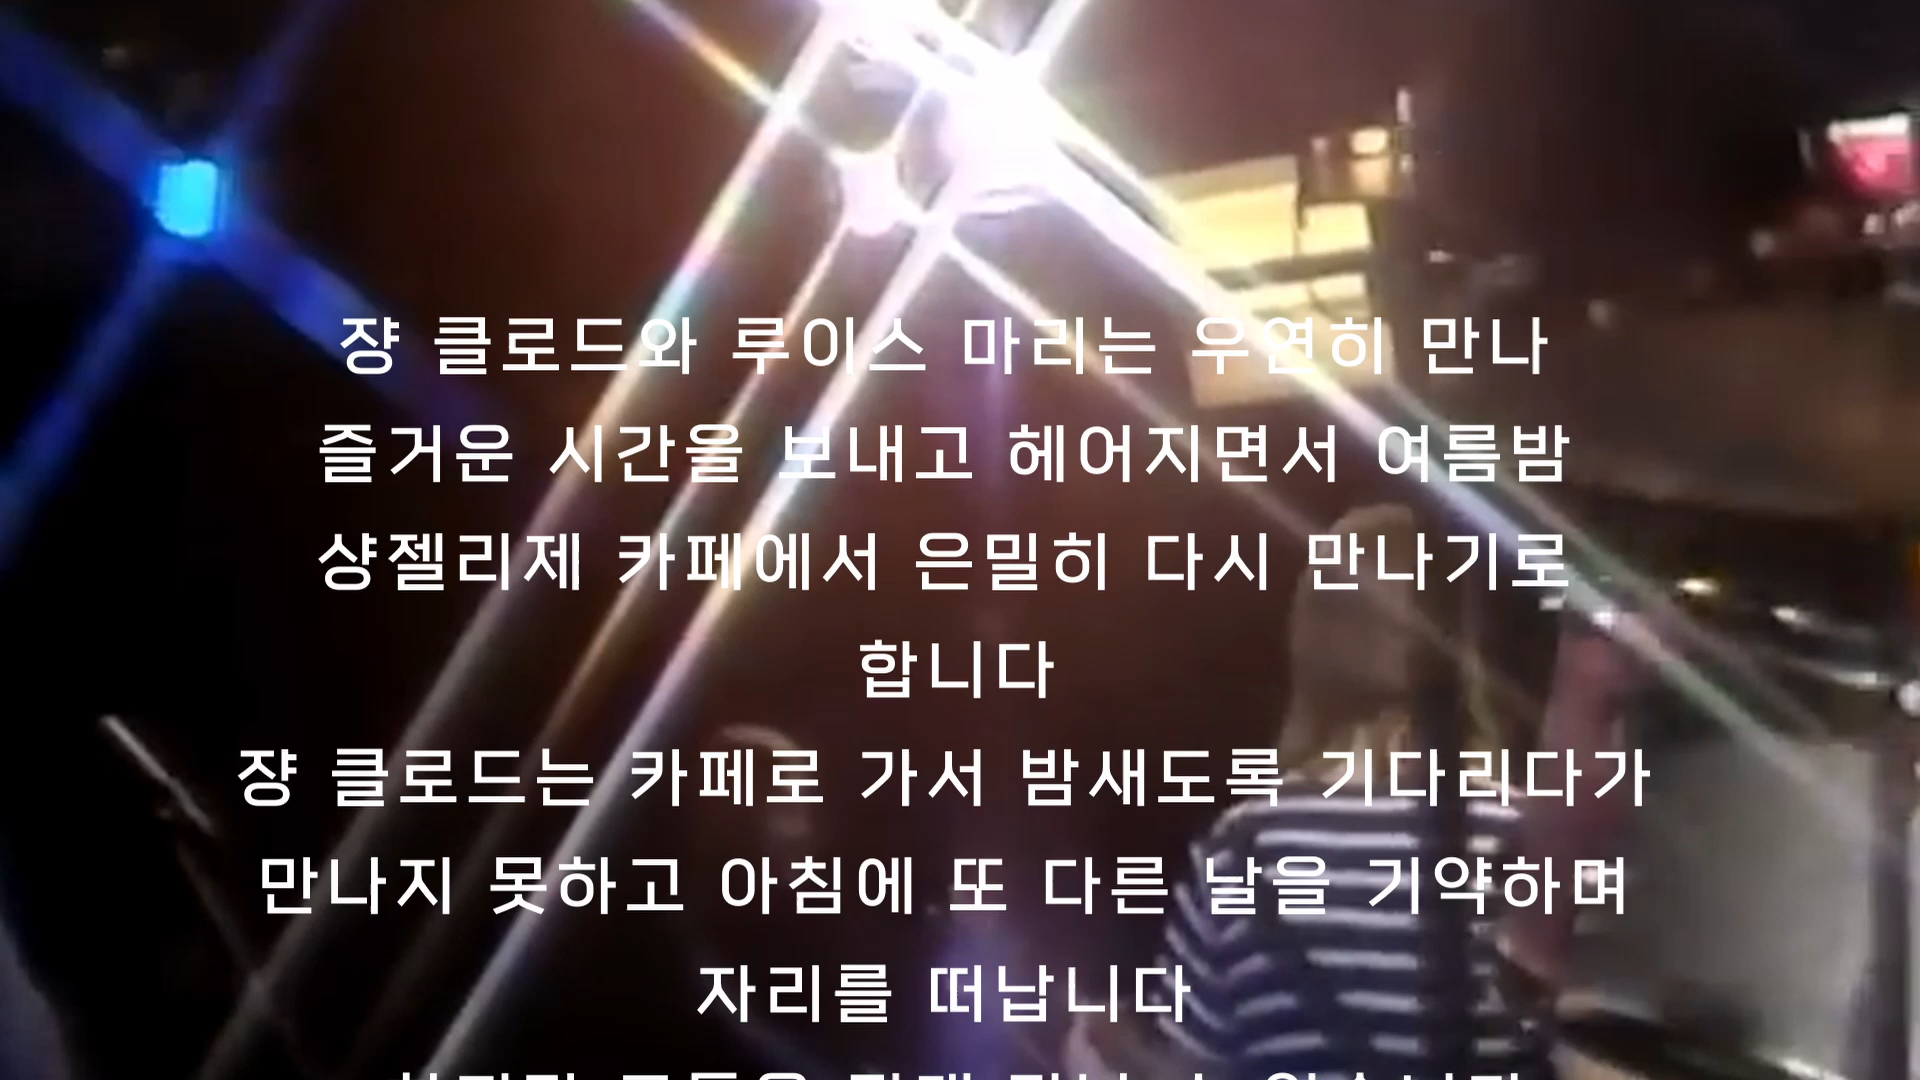 쟝 클로드와 루이스 마리는 우연히 만나
즐거운 시간을 보내고 헤어지면서 여름밤
샹젤리제 카페에서 은밀히 다시 만나기로
합니다
쟝 클로드는 카페로 가서 밤새도록 기다리다가
만나지 못하고 아침에 또 다른 날을 기약하며
자리를 떠납니다